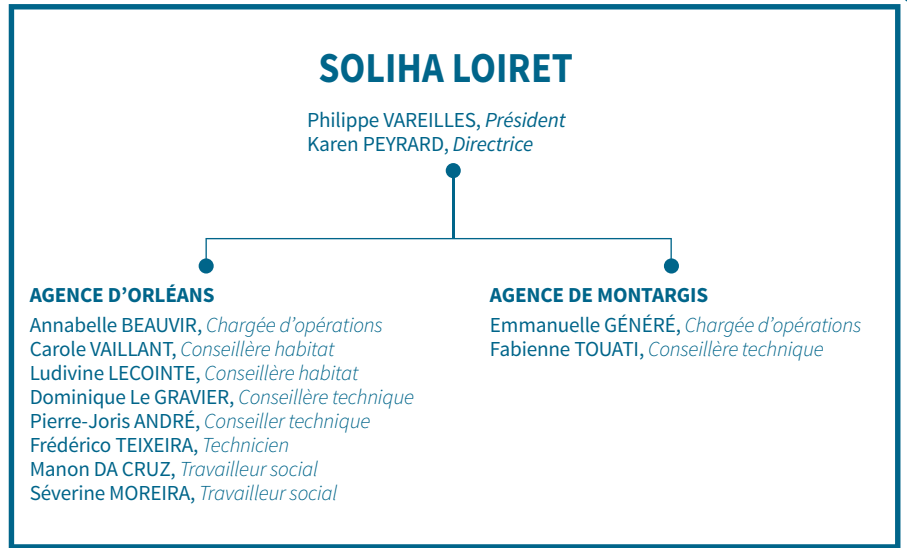 SOLIHA LOIRET
Philippe VAREILLES, Président
Karen PEYRARD, Directrice
AGENCE D’ORLÉANS
Annabelle BEAUVIR, Chargée d’opérations
Carole VAILLANT, Conseillère habitat
Ludivine LECOINTE, Conseillère habitat
Dominique Le GRAVIER, Conseillère technique
Pierre-Joris ANDRÉ, Conseiller technique
Frédérico TEIXEIRA, Technicien
Manon DA CRUZ, Travailleur social
Séverine MOREIRA, Travailleur social
AGENCE DE MONTARGIS
Emmanuelle GÉNÉRÉ, Chargée d’opérations
Fabienne TOUATI, Conseillère technique